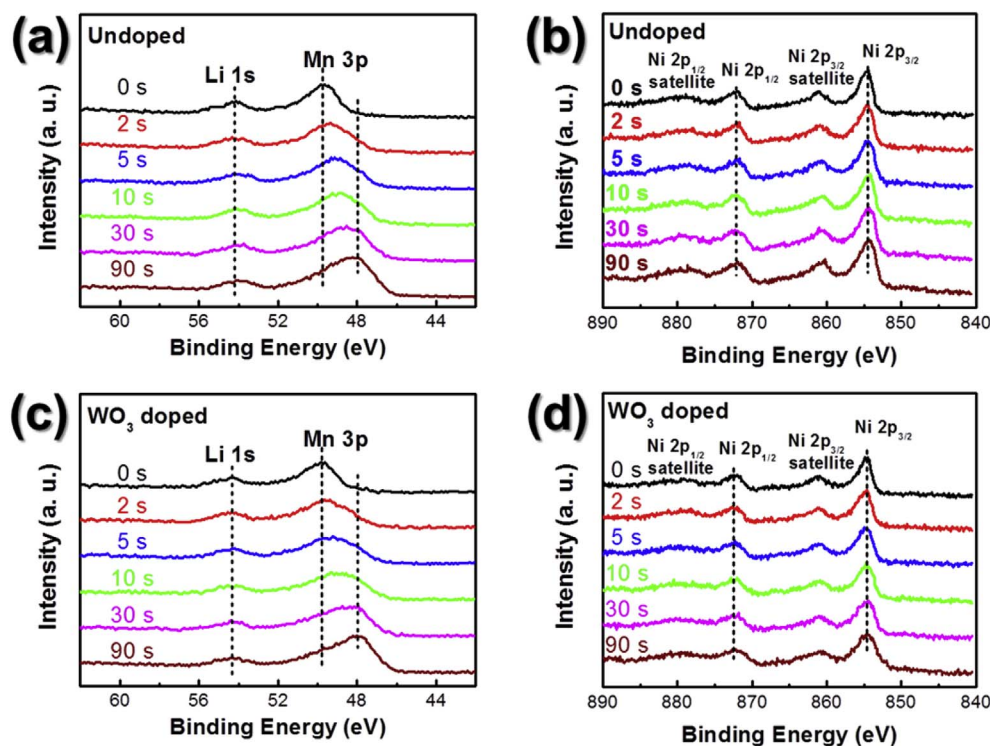 (a)
Undoped
Li 1s
Mn 3p
0 s
2 s
5 s
10 s
30 s
90 s
Intensity (a. u.)
60 56 52 48 44
Binding Energy (eV)
(b)
Undoped
Ni 2p1/2
satellite
Ni 2p1/2
Ni 2p3/2
satellite
Ni 2p3/2
0 s
2 s
5 s
10 s
30 s
90 s
Intensity (a. u.)
890 880 870 860 850 840
Binding Energy (eV)
(c)
WO3 doped
Li 1s
Mn 3p
0 s
2 s
5 s
10 s
30 s
90 s
Intensity (a. u.)
60 56 52 48 44
Binding Energy (eV)
(d)
WO3 doped
Ni 2p1/2
satellite
Ni 2p1/2
Ni 2p3/2
satellite
Ni 2p3/2
0 s
2 s
5 s
10 s
30 s
90 s
Intensity (a. u.)
890 880 870 860 850 840
Binding Energy (eV)